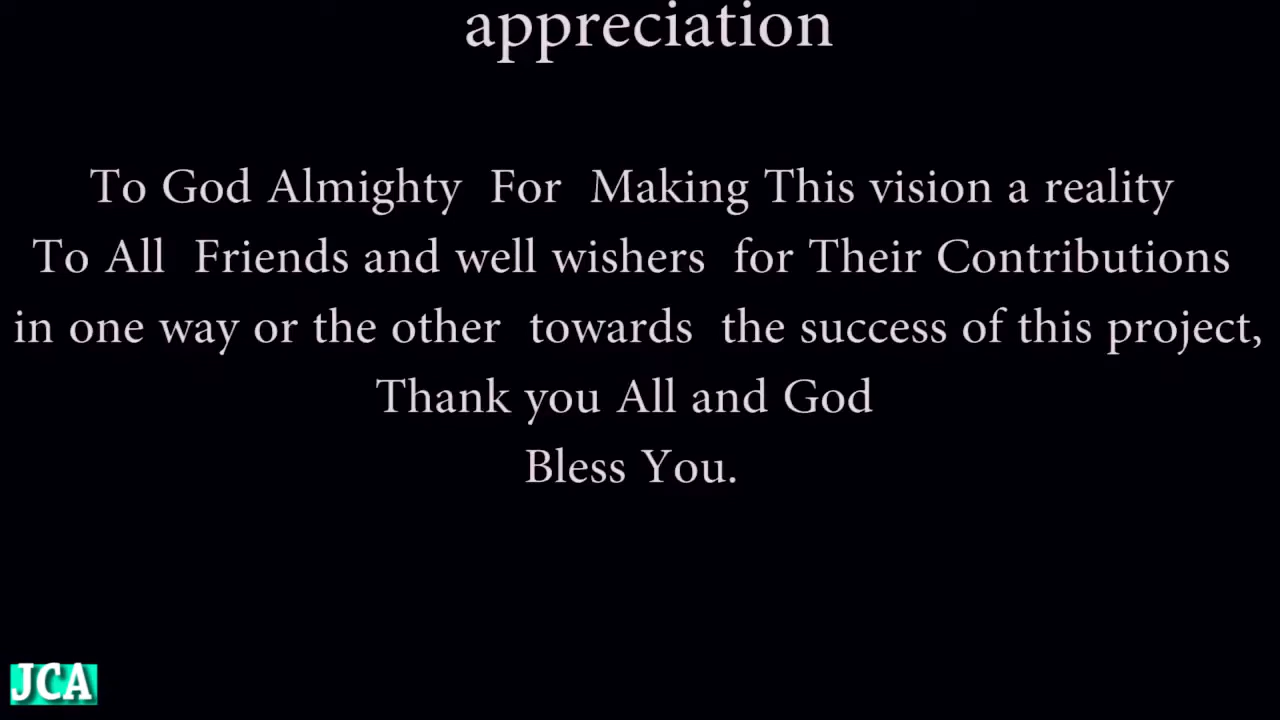 appreciation
To God Almighty For Making This vision a reality
To All Friends and well wishers for Their Contributions
in one way or the other towards the success of this project,
Thank you All and God
Bless You.
JCA